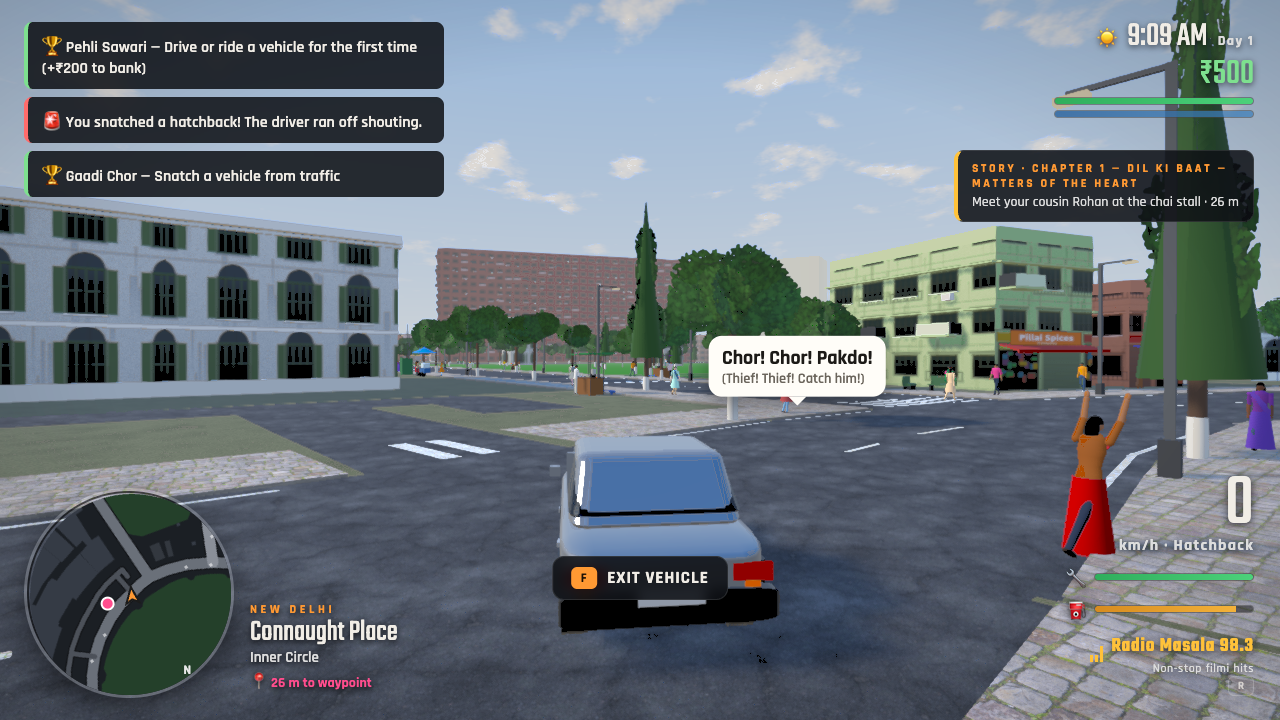 Pehli Sawari – Drive or ride a vehicle for the first time
(+₹200 to bank)
You snatched a hatchback! The driver ran off shouting.
Gaadi Chor – Snatch a vehicle from traffic
9:09 AM Day 1
₹500
STORY · CHAPTER 1 – DIL KI BAAT –
MATTERS OF THE HEART
Meet your cousin Rohan at the chai stall · 26 m
Pillai Spices
Chor! Chor! Pakdo!
(Thief! Thief! Catch him!)
F EXIT VEHICLE
0
km/h · Hatchback
NEW DELHI
Connaught Place
Inner Circle
26 m to waypoint
N
Radio Masala 98.3
Non-stop filmi hits
R